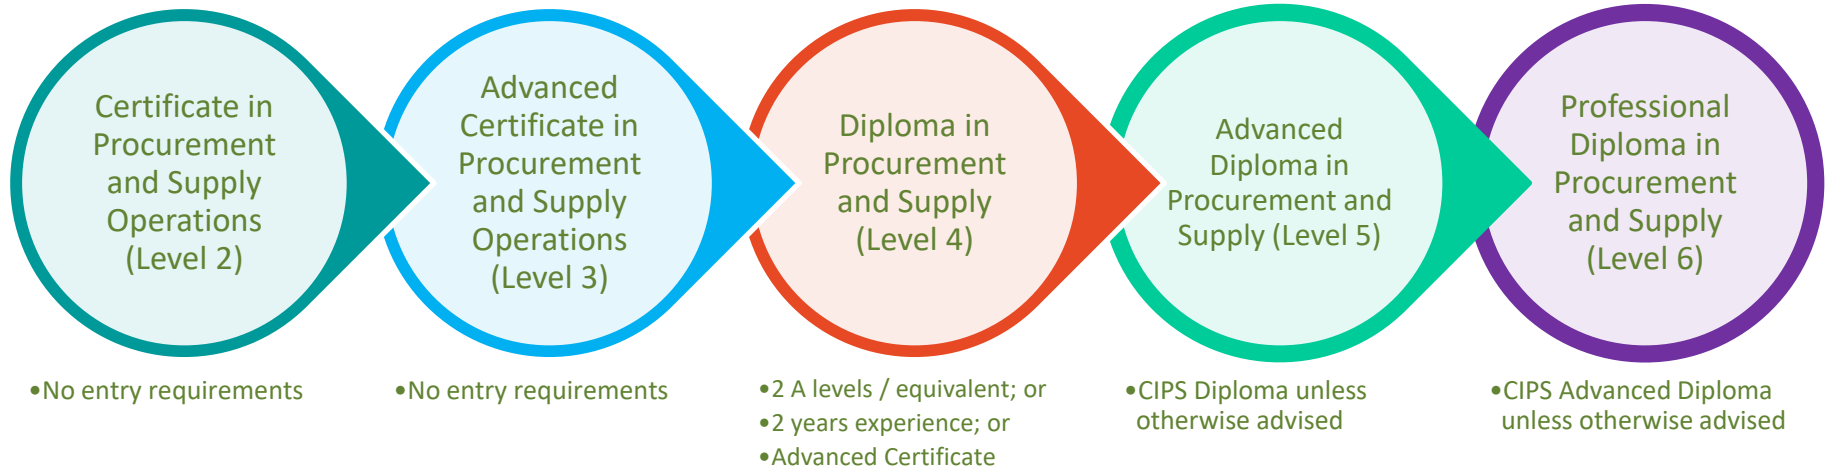 Certificate in
Procurement
and Supply
Operations
(Level 2)
Advanced
Certificate in
Procurement
and Supply
Operations
(Level 3)
Diploma in
Procurement
and Supply
(Level 4)
Advanced
Diploma in
Procurement and
Supply (Level 5)
Professional
Diploma in
Procurement
and Supply
(Level 6)
•No entry requirements
•No entry requirements
•2 A levels / equivalent; or
•2 years experience; or
•Advanced Certificate
•CIPS Diploma unless
otherwise advised
•CIPS Advanced Diploma
unless otherwise advised